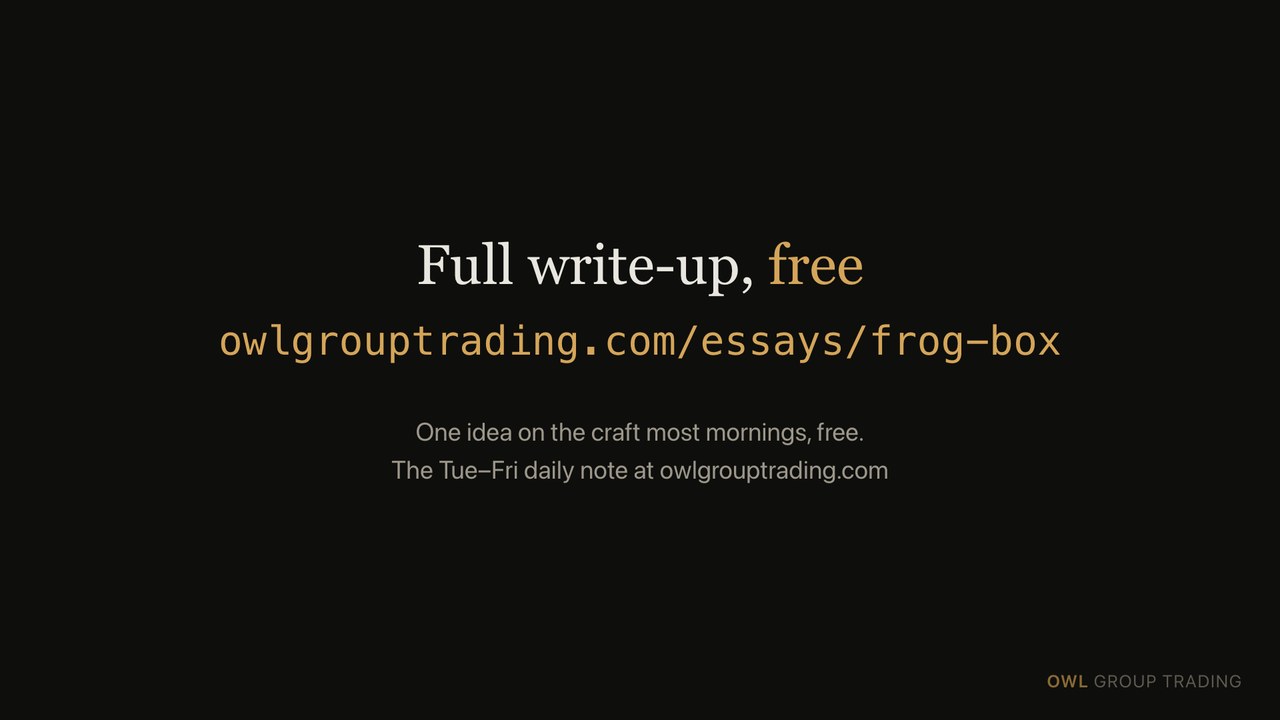 Full write-up, free
owlgrouptrading.com/essays/frog-box
One idea on the craft most mornings, free.
The Tue–Fri daily note at owlgrouptrading.com
OWL GROUP TRADING